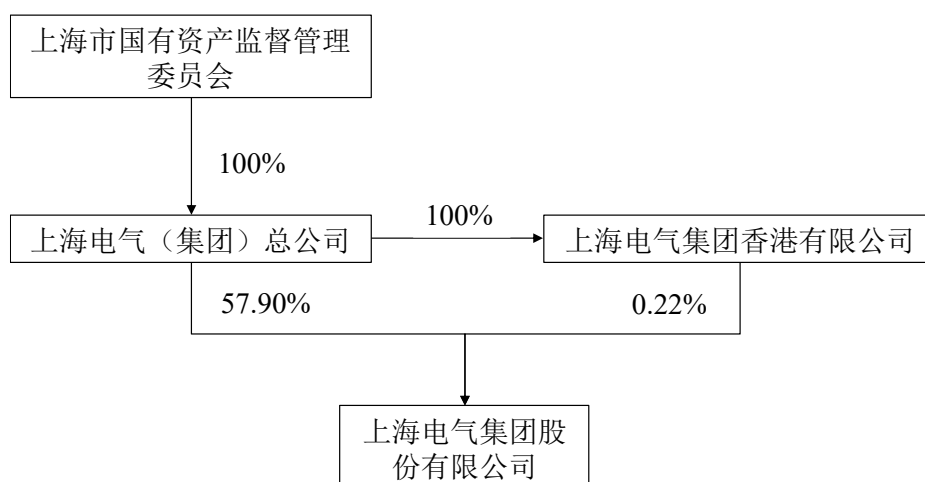 上海市国有资产监督管理
委员会
100%
上海电气（集团）总公司
100%
上海电气集团香港有限公司
57.90%
0.22%
上海电气集团股
份有限公司